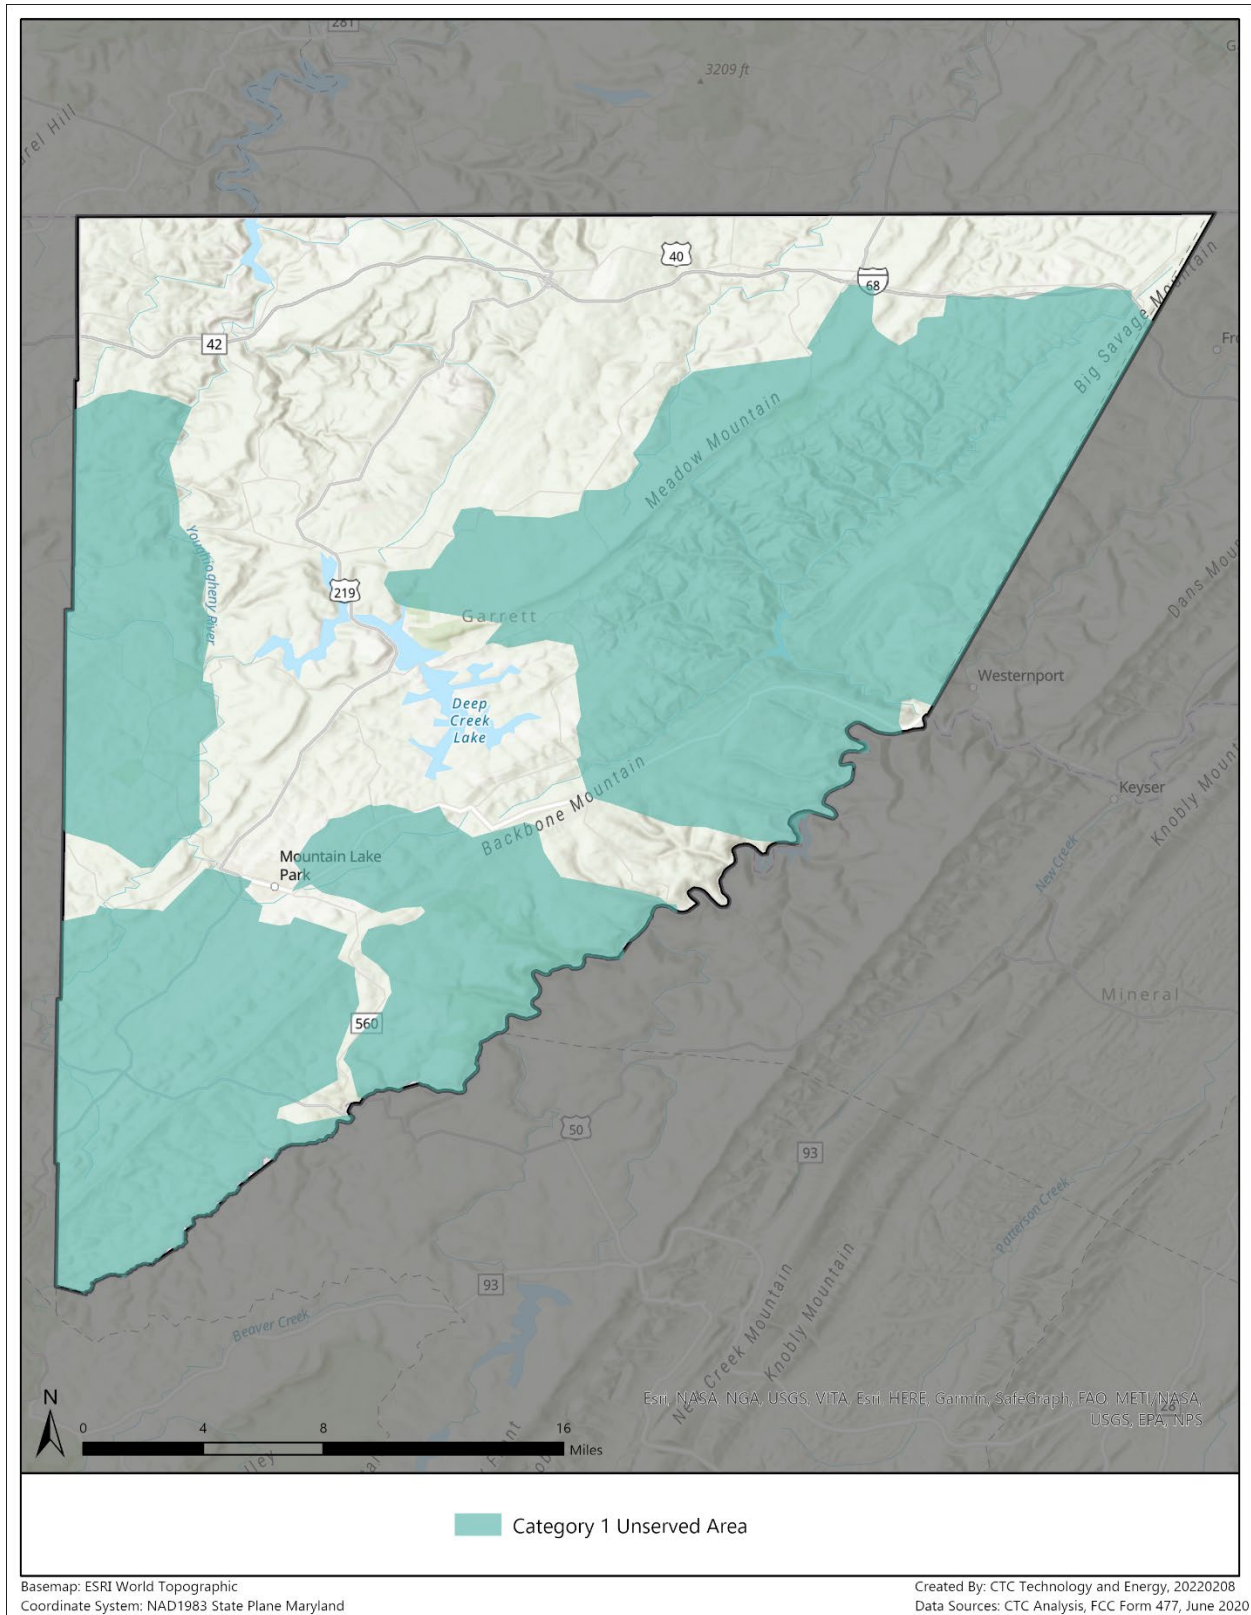 281
3209 ft
40
68
42
Big Savage Mountain
Meadow Mountain
Youghiogheny River
219
Garrett
Dans Mou
Westernport
Deep
Creek
Lake
Backbone Mountain
Keyser
Knobly Mount
Mountain Lake
Park
New Creek
Mineral
560
50
93
Patterson Creek
93
Beaver Creek
New Creek Mountain
Knobly Mountain
N
0 4 8 16
Miles
Esri, NASA, NGA, USGS, VITA, Esri, HERE, Garmin, SafeGraph, FAO, METI/NASA,
USGS, EPA, NPS
28
Category 1 Unserved Area
Basemap: ESRI World Topographic
Coordinate System: NAD1983 State Plane Maryland
Created By: CTC Technology and Energy, 20220208
Data Sources: CTC Analysis, FCC Form 477, June 2020